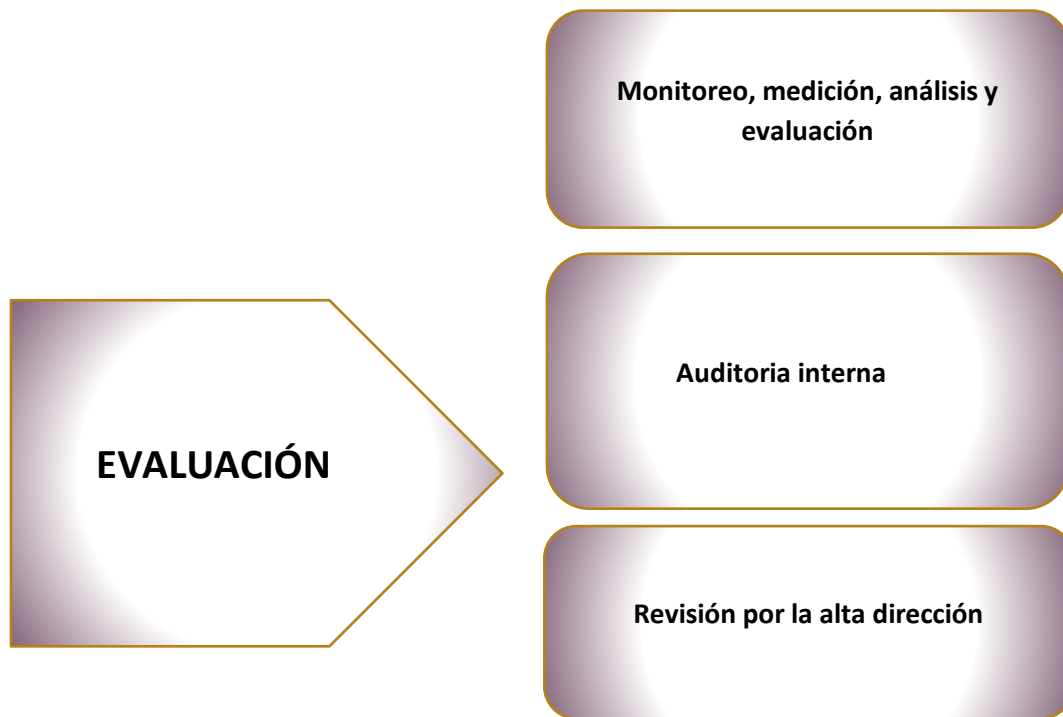 EVALUACIÓN
Monitoreo, medición, análisis y
evaluación
Auditoria interna
Revisión por la alta dirección